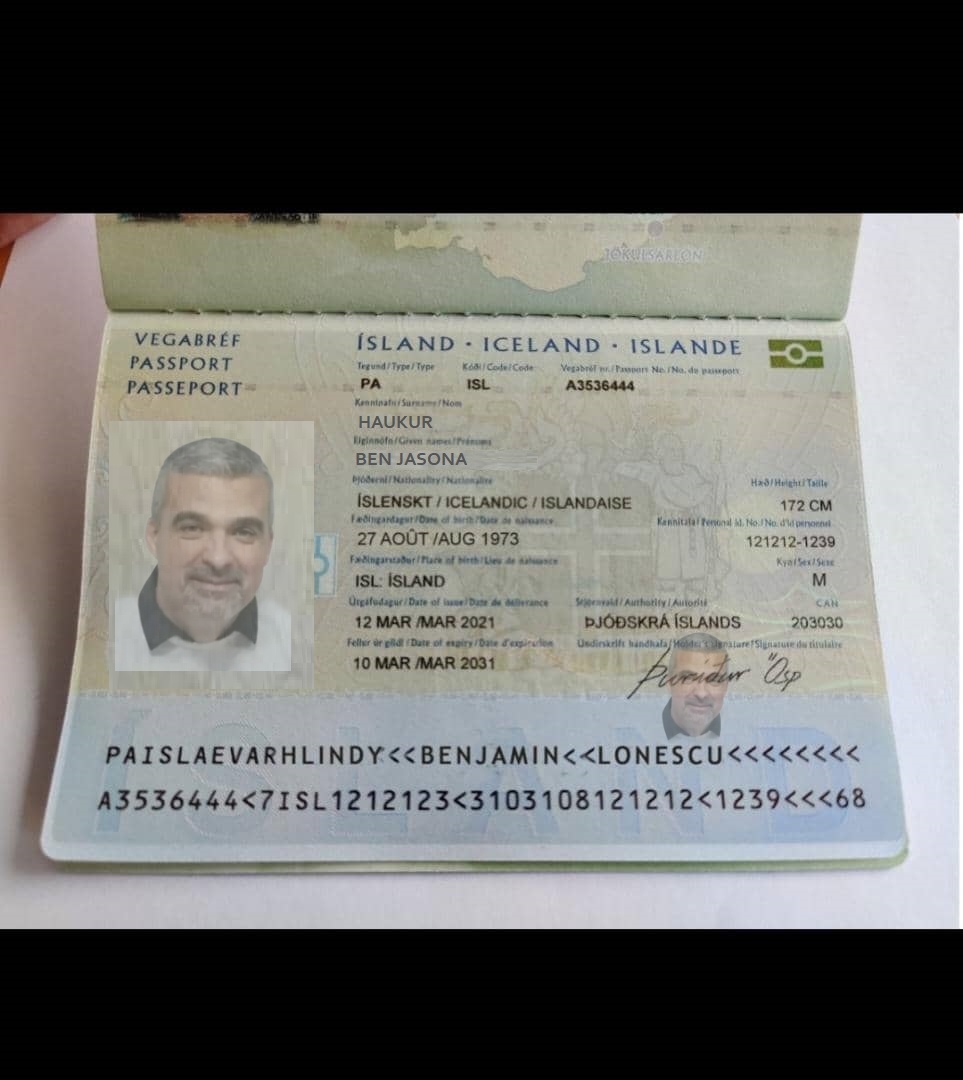 JÖKULSÁRLÓN
VEGABRÉF
PASSPORT
PASSEPORT
ÍSLAND · ICELAND · ISLANDE
Tegund/Type/Type Kóði/Code/Code Vegabréf nr./Passport No./No. du passeport
PA ISL A3536444
Kenninafn/Surname/Nom
HAUKUR
Eiginnöfn/Given names/Prénoms
BEN JASONA
Þjóðerni/Nationality/Nationalité Hæð/Height/Taille
ÍSLENSKT / ICELANDIC / ISLANDAISE 172 CM
Fæðingardagur/Date of birth/Date de naissance Kennitala/Personal Id. No./No. d'id personnel
27 AOÛT /AUG 1973 121212-1239
Fæðingarstaður/Place of birth/Lieu de naissance Kyn/Sex/Sexe
ISL: ÍSLAND M
Útgáfudagur/Date of issue/Date de délivrance Stjórnvald/Authority/Autorité CAN
12 MAR /MAR 2021 ÞJÓÐSKRÁ ÍSLANDS 203030
Fellur úr gildi/Date of expiry/Date d'expiration Undirskrift handhafa/Holder's signature/Signature du titulaire
10 MAR /MAR 2031
Þuríður Ösp
ÍSLAND
PAISLAEVARHLINDY<<BENJAMIN<<LONESCU<<<<<<<<
A3536444<7ISL1212123<3103108121212<1239<<<68